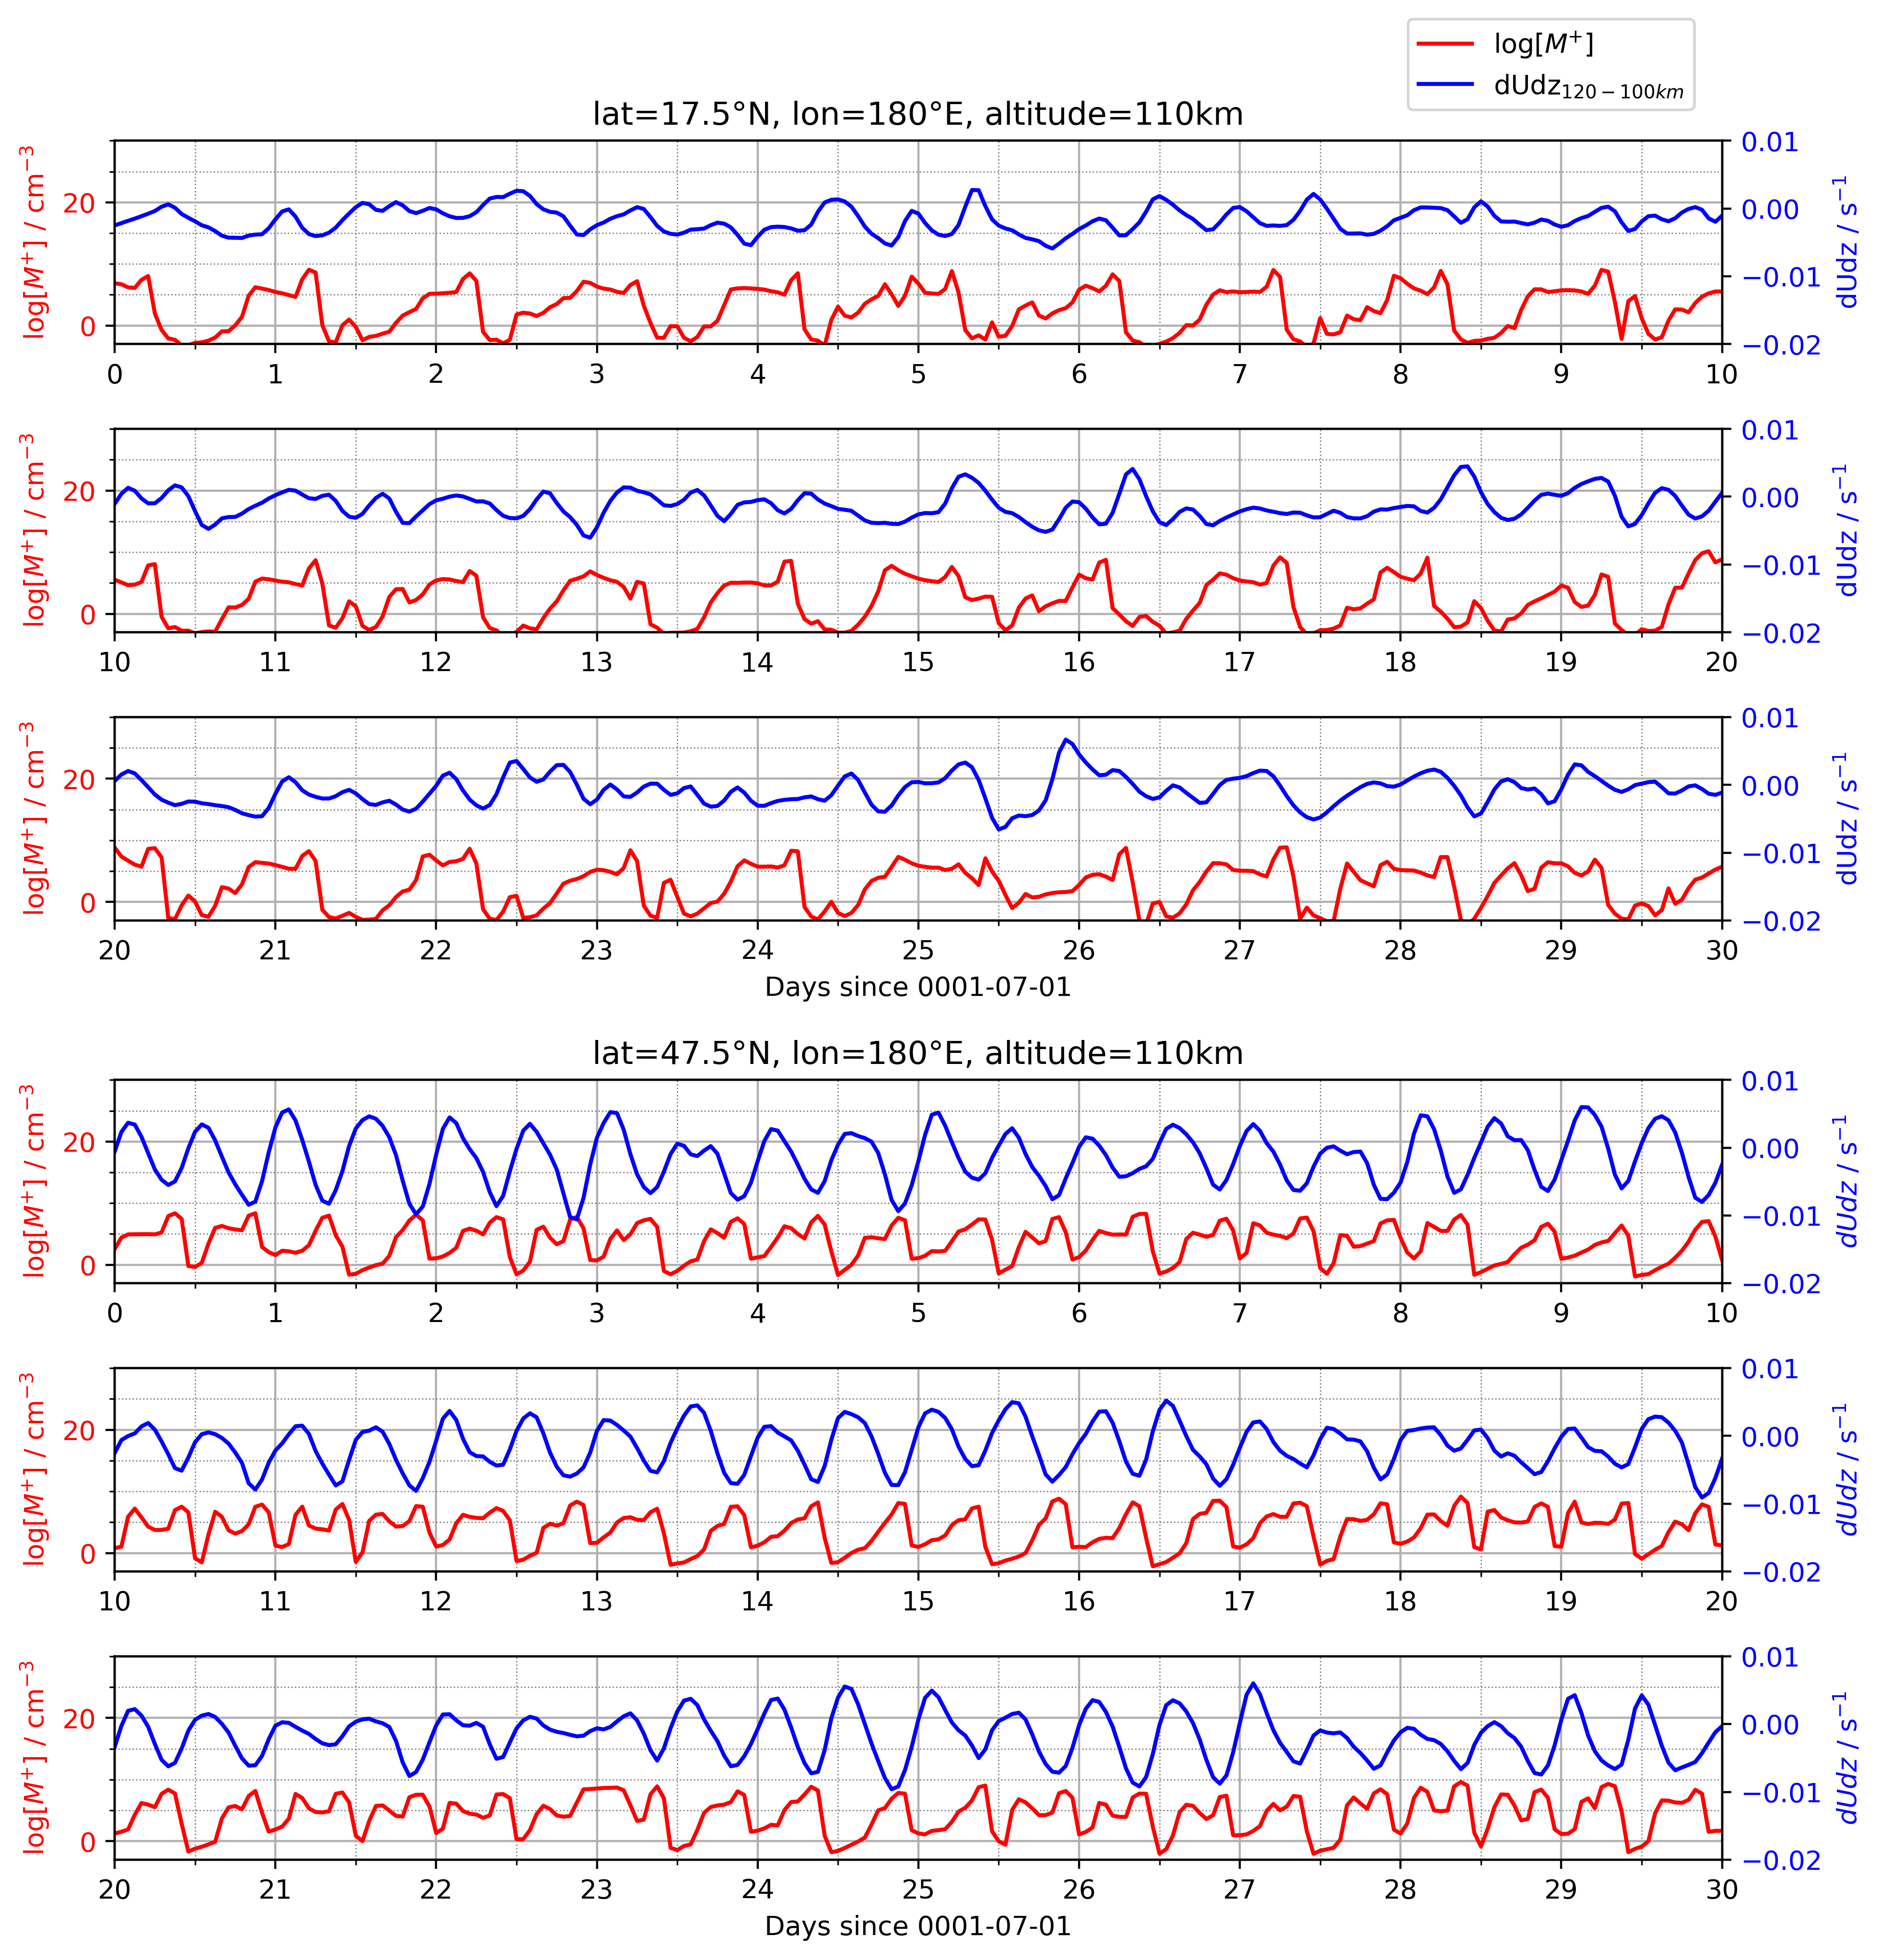 log[M⁺]
dUdz₁₂₀₋₁₀₀ₖₘ
lat=17.5°N, lon=180°E, altitude=110km
log[M⁺] / cm⁻³
20
0
0.01
0.00
−0.01
−0.02
dUdz / s⁻¹
0 1 2 3 4 5 6 7 8 9 10
log[M⁺] / cm⁻³
20
0
0.01
0.00
−0.01
−0.02
dUdz / s⁻¹
10 11 12 13 14 15 16 17 18 19 20
log[M⁺] / cm⁻³
20
0
0.01
0.00
−0.01
−0.02
dUdz / s⁻¹
20 21 22 23 24 25 26 27 28 29 30
Days since 0001-07-01
lat=47.5°N, lon=180°E, altitude=110km
log[M⁺] / cm⁻³
20
0
0.01
0.00
−0.01
−0.02
dUdz / s⁻¹
0 1 2 3 4 5 6 7 8 9 10
log[M⁺] / cm⁻³
20
0
0.01
0.00
−0.01
−0.02
dUdz / s⁻¹
10 11 12 13 14 15 16 17 18 19 20
log[M⁺] / cm⁻³
20
0
0.01
0.00
−0.01
−0.02
dUdz / s⁻¹
20 21 22 23 24 25 26 27 28 29 30
Days since 0001-07-01